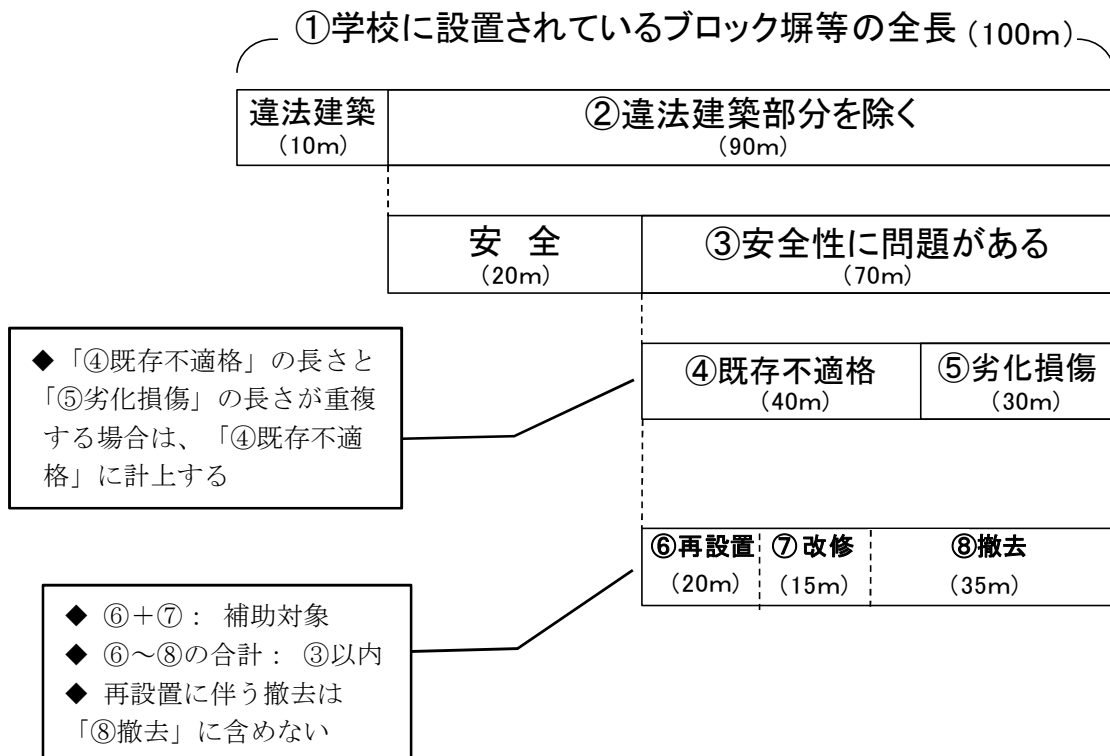 ①学校に設置されているブロック塀等の全長(100m)
違法建築
(10m)
②違法建築部分を除く
(90m)
安 全
(20m)
③安全性に問題がある
(70m)
◆「④既存不適格」の長さと
「⑤劣化損傷」の長さが重複
する場合は、「④既存不適
格」に計上する
④既存不適格
(40m)
⑤劣化損傷
(30m)
⑥再設置
(20m)
⑦改修
(15m)
⑧撤去
(35m)
◆ ⑥+⑦: 補助対象
◆ ⑥~⑧の合計: ③以内
◆ 再設置に伴う撤去は
「⑧撤去」に含めない